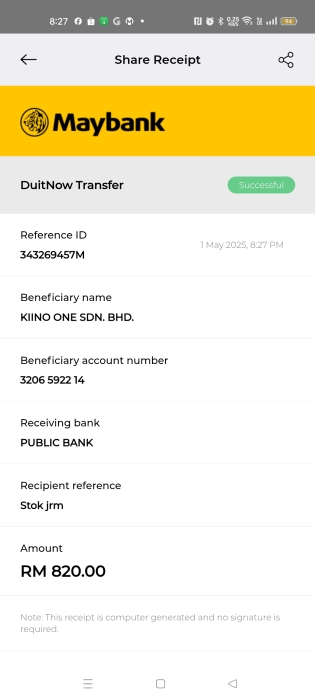 8:27
0.25 KB/S
94
Share Receipt
Maybank
DuitNow Transfer
Successful
Reference ID
1 May 2025, 8:27 PM
343269457M
Beneficiary name
KIINO ONE SDN. BHD.
Beneficiary account number
3206 5922 14
Receiving bank
PUBLIC BANK
Recipient reference
Stok jrm
Amount
RM 820.00
Note: This receipt is computer generated and no signature is
required.